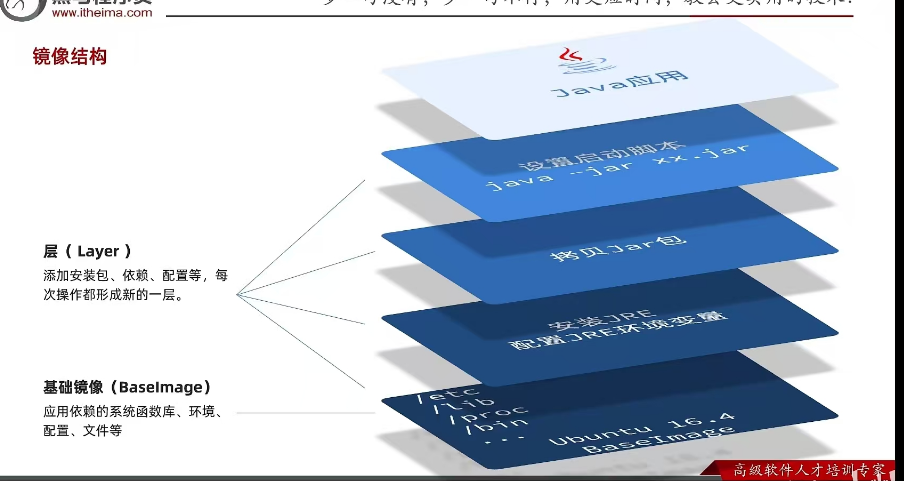 www.itheima.com
镜像结构
Java应用
设置启动脚本
java -jar xx.jar
拷贝Jar包
层（ Layer ）
添加安装包、依赖、配置等，每
次操作都形成新的一层。
安装JRE
配置JRE环境变量
基础镜像（BaseImage）
应用依赖的系统函数库、环境、
配置、文件等
/etc
/Lib
/proc
/bin
...
Ubuntu 16.4
BaseImage
高级软件人才培训专家